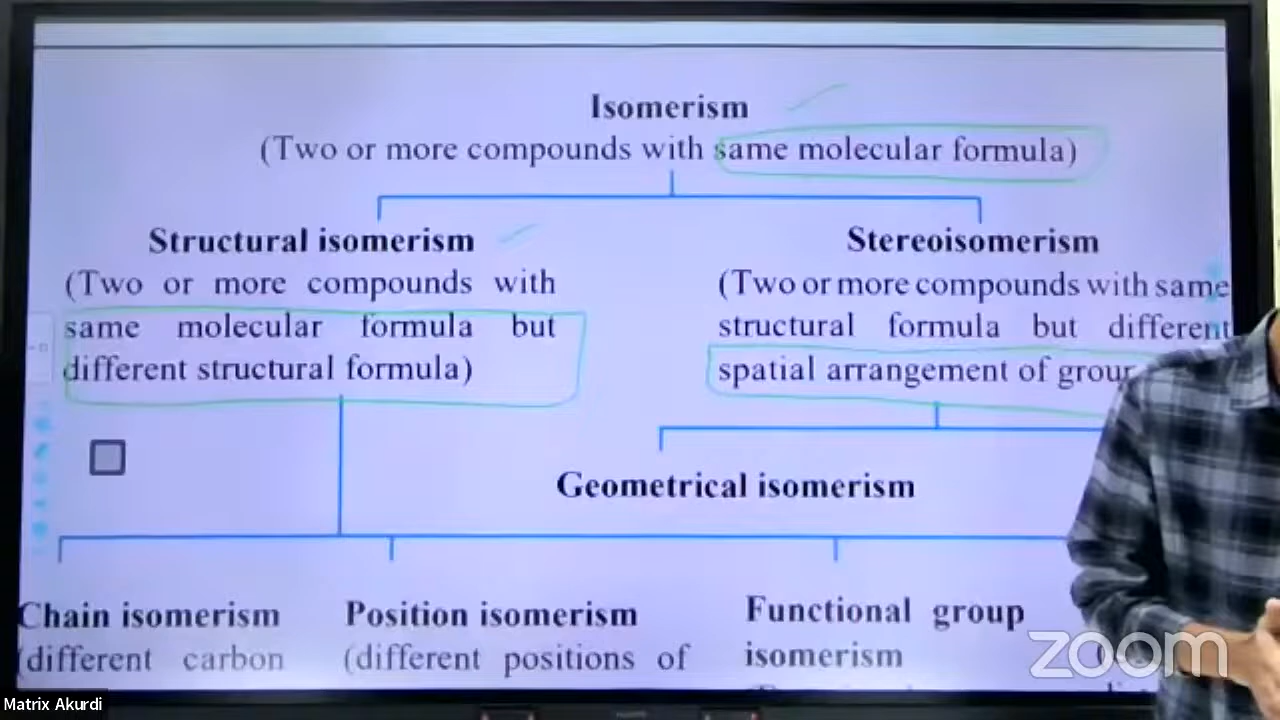 Isomerism
(Two or more compounds with same molecular formula)
Structural isomerism
(Two or more compounds with
same molecular formula but
different structural formula)
Stereoisomerism
(Two or more compounds with same
structural formula but different
spatial arrangement of
Geometrical isomerism
Chain isomerism
(different carbon
Position isomerism
(different positions of
Functional group
isomerism
zoom
Matrix Akurdi